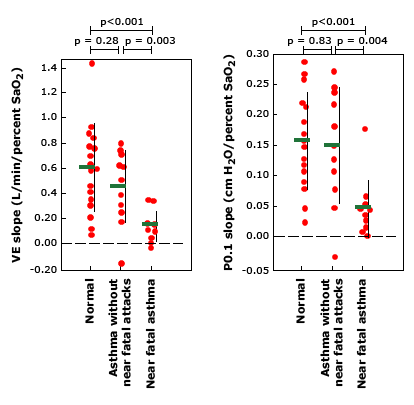 p<0.001
p = 0.28
p = 0.003
VE slope (L/min/percent SaO2)
1.4
1.2
1.0
0.8
0.6
0.4
0.2
0.00
-0.20
Normal
Asthma without
near fatal attacks
Near fatal asthma
p<0.001
p = 0.83
p = 0.004
P0.1 slope (cm H2O/percent SaO2)
0.30
0.25
0.20
0.15
0.10
0.05
0.00
-0.05
Normal
Asthma without
near fatal attacks
Near fatal asthma